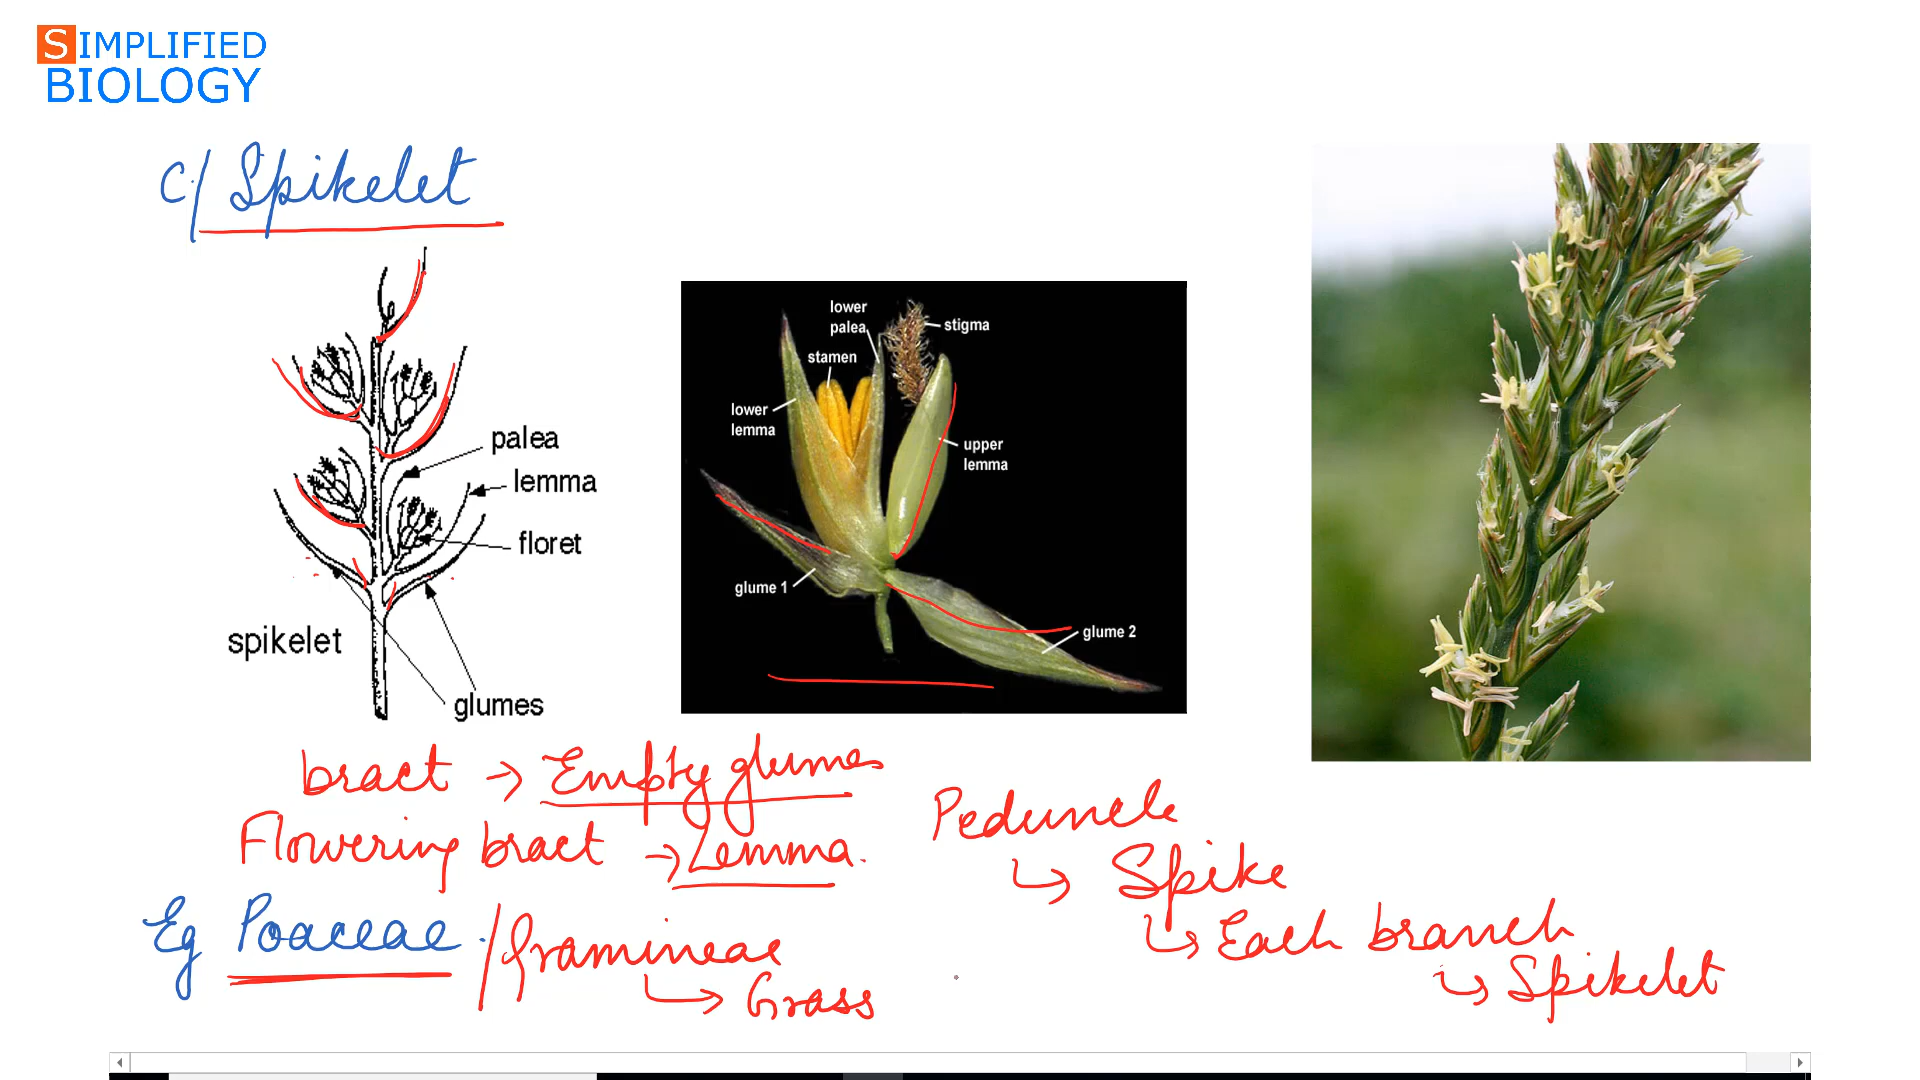 SIMPLIFIED
BIOLOGY
C/ Spikelet
palea
lemma
floret
spikelet
glumes
lower
palea
stigma
stamen
lower
lemma
upper
lemma
glume 1
glume 2
bract → Empty glumes
Flowering bract → Lemma.
Eg Poaceae. / Gramineae
↳ Grass
Peduncle
↳ Spike
↳ Each branch
↳ Spikelet